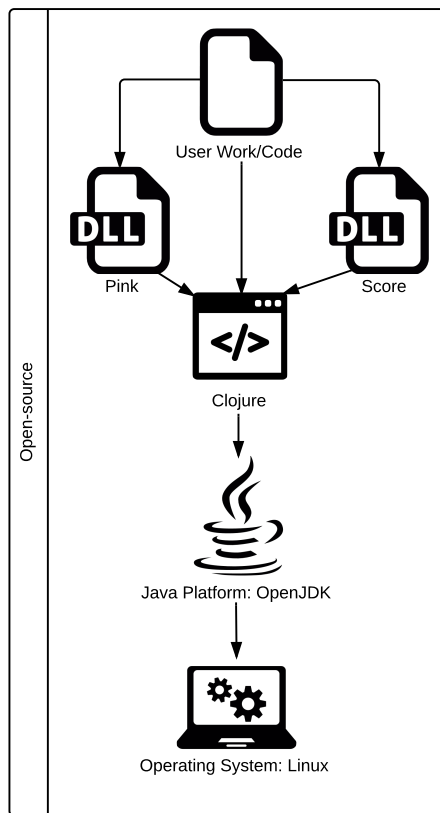 User Work/Code
DLL
DLL
Pink
Score
</>
Clojure
Open-source
Java Platform: OpenJDK
Operating System: Linux